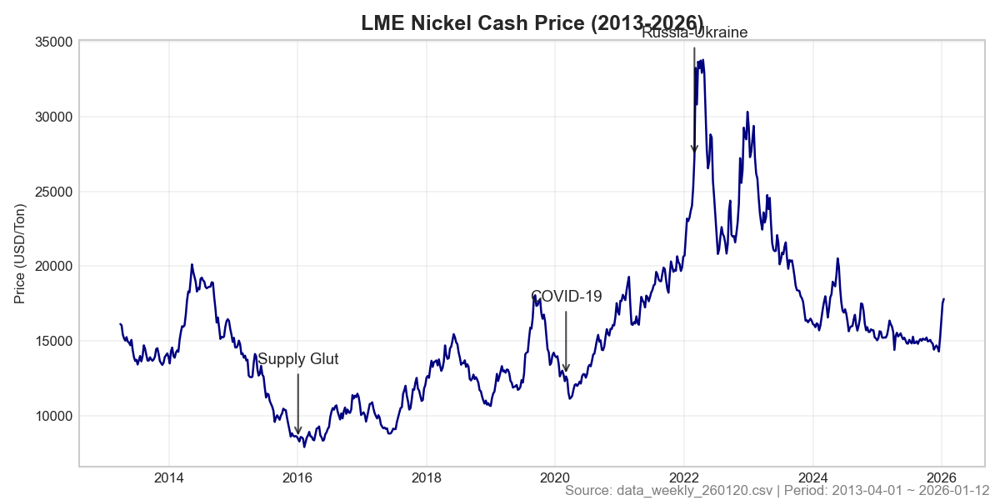 LME Nickel Cash Price (2013-2026)
Russia-Ukraine
35000
30000
25000
20000
15000
10000
Price (USD/Ton)
COVID-19
Supply Glut
2014
2016
2018
2020
2022
2024
2026
Source: data_weekly_260120.csv | Period: 2013-04-01 ~ 2026-01-12